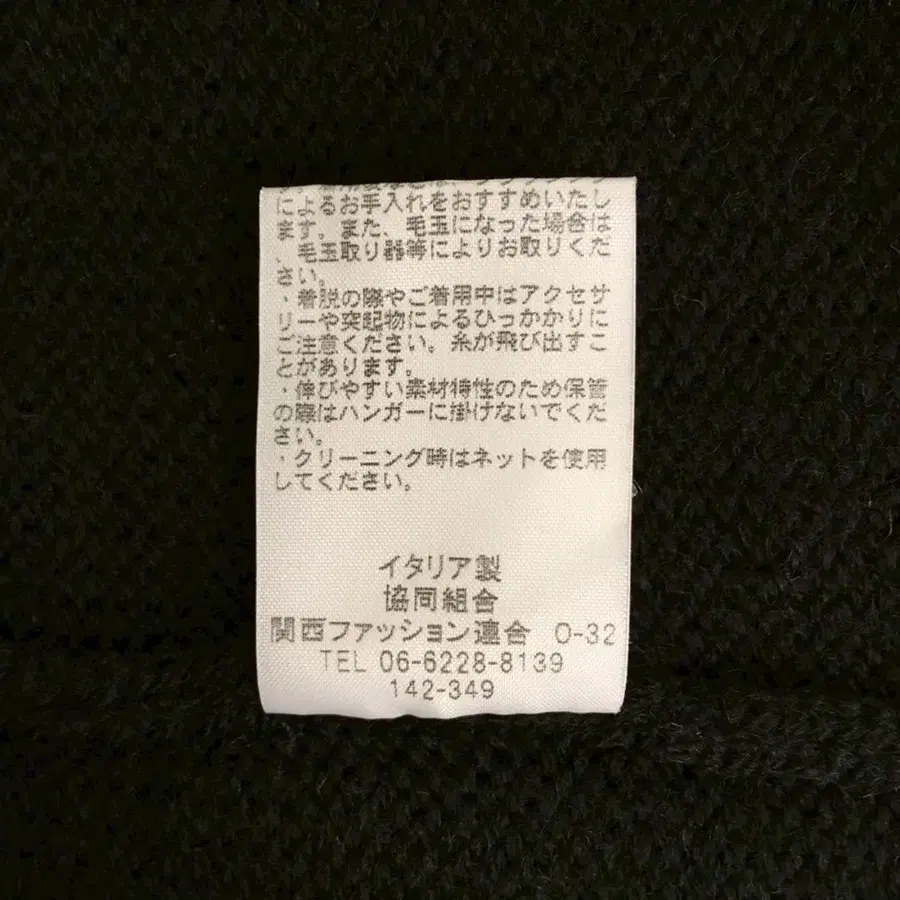 によるお手入れをおすすめいたし
ます。また、毛玉になった場合は
、毛玉取り器等によりお取りくだ
さい。
・着脱の際やご着用中はアクセサ
リーや突起物によるひっかかりに
ご注意ください。糸が飛び出すこ
とがあります。
・伸びやすい素材特性のため保管
の際はハンガーに掛けないでくだ
さい。
・クリーニング時はネットを使用
してください。
イタリア製
協同組合
関西ファッション連合 O-32
TEL 06-6228-8139
142-349